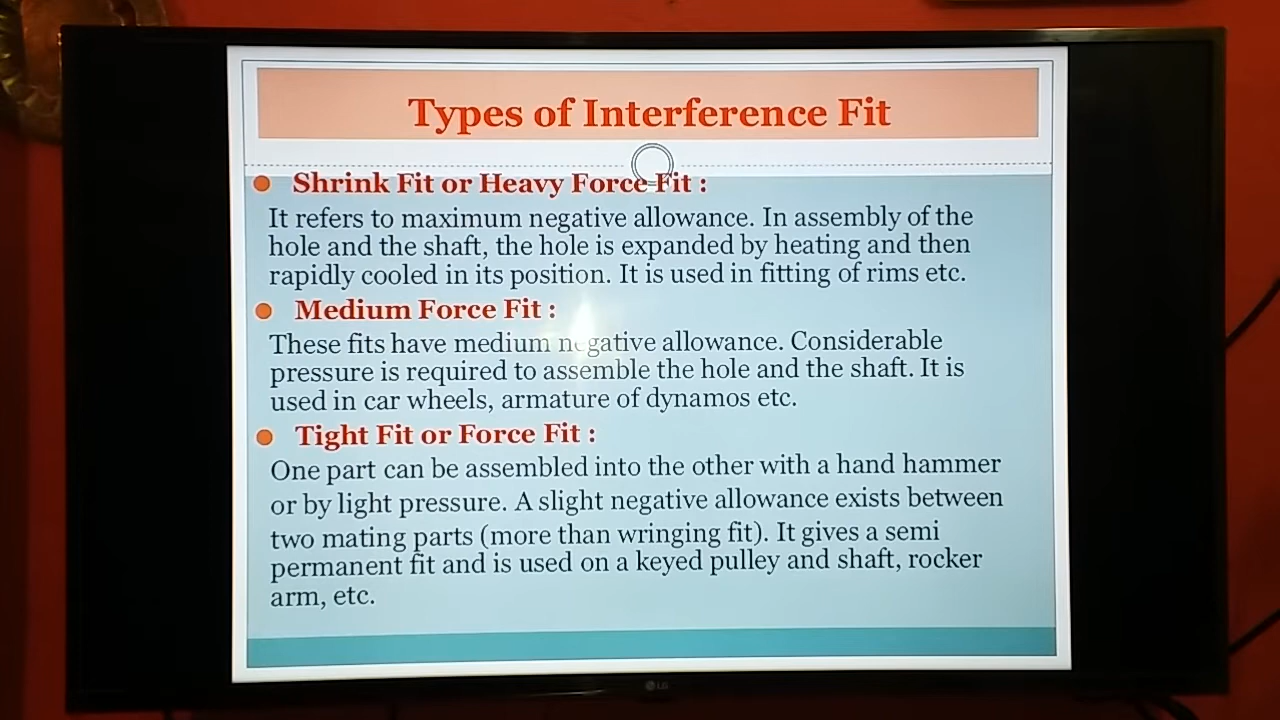 Types of Interference Fit
Shrink Fit or Heavy Force Fit :
It refers to maximum negative allowance. In assembly of the
hole and the shaft, the hole is expanded by heating and then
rapidly cooled in its position. It is used in fitting of rims etc.
Medium Force Fit :
These fits have medium negative allowance. Considerable
pressure is required to assemble the hole and the shaft. It is
used in car wheels, armature of dynamos etc.
Tight Fit or Force Fit :
One part can be assembled into the other with a hand hammer
or by light pressure. A slight negative allowance exists between
two mating parts (more than wringing fit). It gives a semi
permanent fit and is used on a keyed pulley and shaft, rocker
arm, etc.
LG